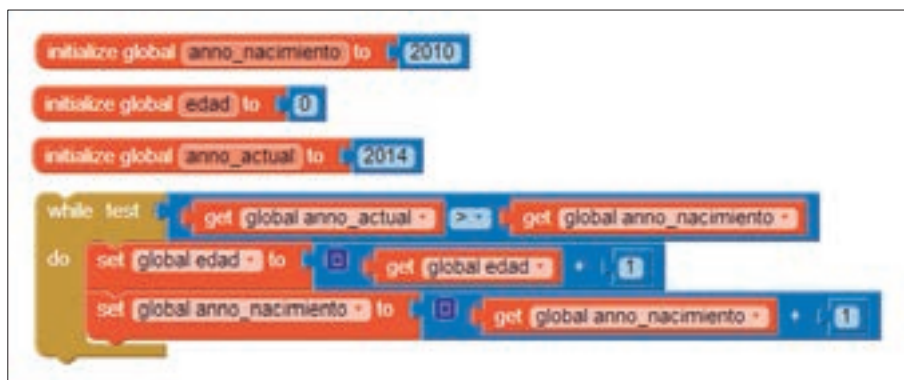 initialize global anno_nacimiento to 2010
initialize global edad to 0
initialize global anno_actual to 2014
while test get global anno_actual > get global anno_nacimiento
do set global edad to get global edad + 1
set global anno_nacimiento to get global anno_nacimiento + 1